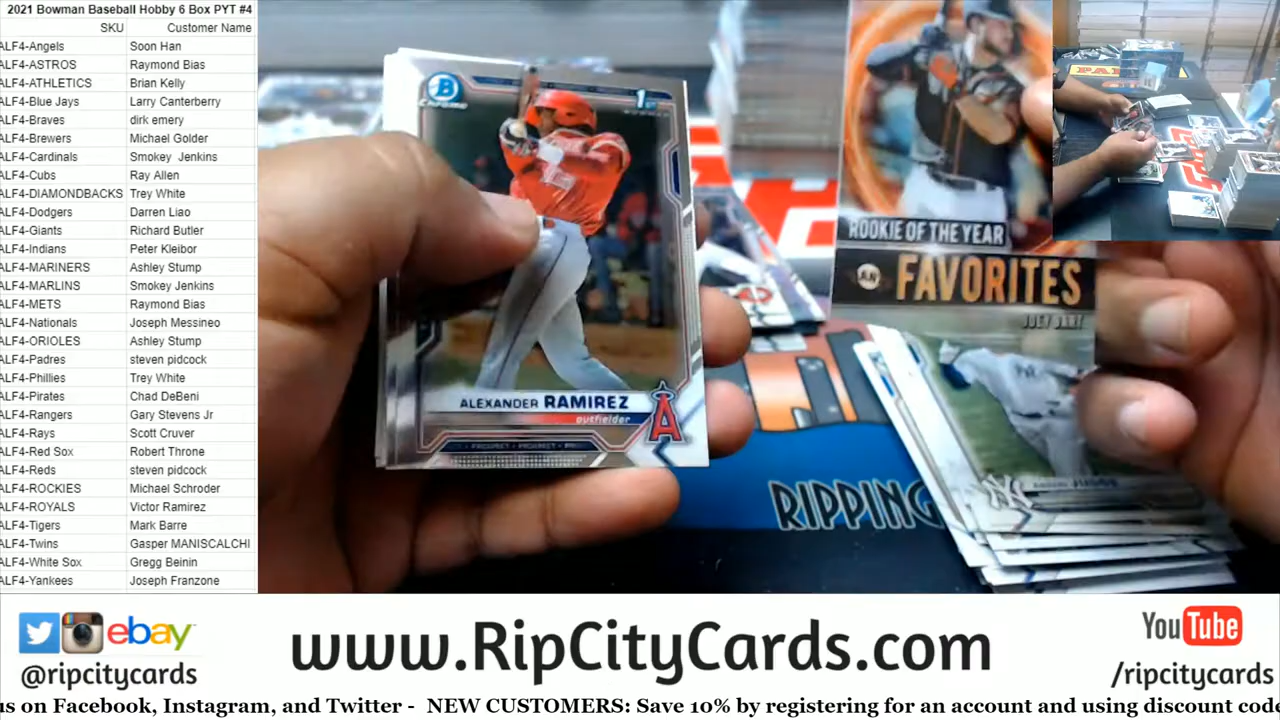 2021 Bowman Baseball Hobby 6 Box PYT #4
SKU Customer Name
ALF4-Angels Soon Han
ALF4-ASTROS Raymond Bias
ALF4-ATHLETICS Brian Kelly
ALF4-Blue Jays Larry Canterberry
ALF4-Braves dirk emery
ALF4-Brewers Michael Golder
ALF4-Cardinals Smokey Jenkins
ALF4-Cubs Ray Allen
ALF4-DIAMONDBACKS Trey White
ALF4-Dodgers Darren Liao
ALF4-Giants Richard Butler
ALF4-Indians Peter Kleibor
ALF4-MARINERS Ashley Stump
ALF4-MARLINS Smokey Jenkins
ALF4-METS Raymond Bias
ALF4-Nationals Joseph Messineo
ALF4-ORIOLES Ashley Stump
ALF4-Padres steven pidcock
ALF4-Phillies Trey White
ALF4-Pirates Chad DeBeni
ALF4-Rangers Gary Stevens Jr
ALF4-Rays Scott Cruver
ALF4-Red Sox Robert Throne
ALF4-Reds steven pidcock
ALF4-ROCKIES Michael Schroder
ALF4-ROYALS Victor Ramirez
ALF4-Tigers Mark Barre
ALF4-Twins Gasper MANISCALCHI
ALF4-White Sox Gregg Beinin
ALF4-Yankees Joseph Franzone
B
CHROME
1ST
BOWMAN
ALEXANDER RAMIREZ
outfielder
A
ROOKIE OF THE YEAR
FAVORITES
JOEY BART
NY
RIPPING
ebay
@ripcitycards
www.RipCityCards.com
YouTube
/ripcitycards
us on Facebook, Instagram, and Twitter - NEW CUSTOMERS: Save 10% by registering for an account and using discount code